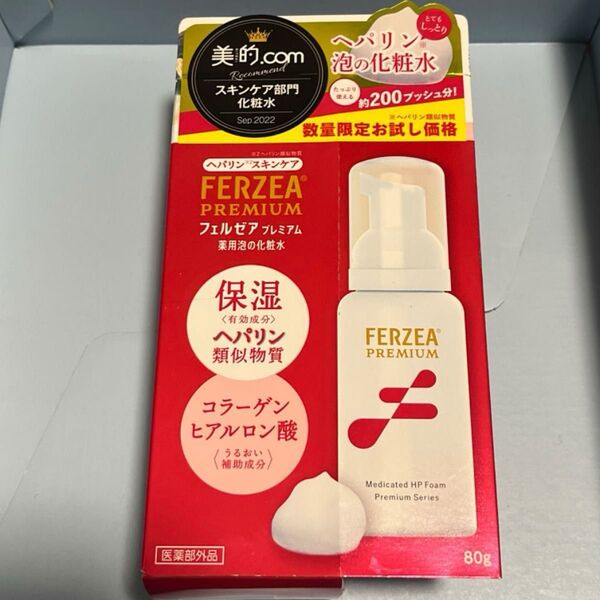 美的.com
Recommend
スキンケア部門
化粧水
Sep.2022
ヘパリン※
泡の化粧水
とても
しっとり
たっぷり
使える
約200プッシュ分!
※ヘパリン類似物質
数量限定お試し価格
※2ヘパリン類似物質
ヘパリン※2スキンケア
FERZEA®
PREMIUM
フェルゼア プレミアム
薬用泡の化粧水
保湿
〈有効成分〉
ヘパリン
類似物質
コラーゲン
ヒアルロン酸
〈うるおい
補助成分〉
医薬部外品
FERZEA®
PREMIUM
Medicated HP Foam
Premium Series
80g